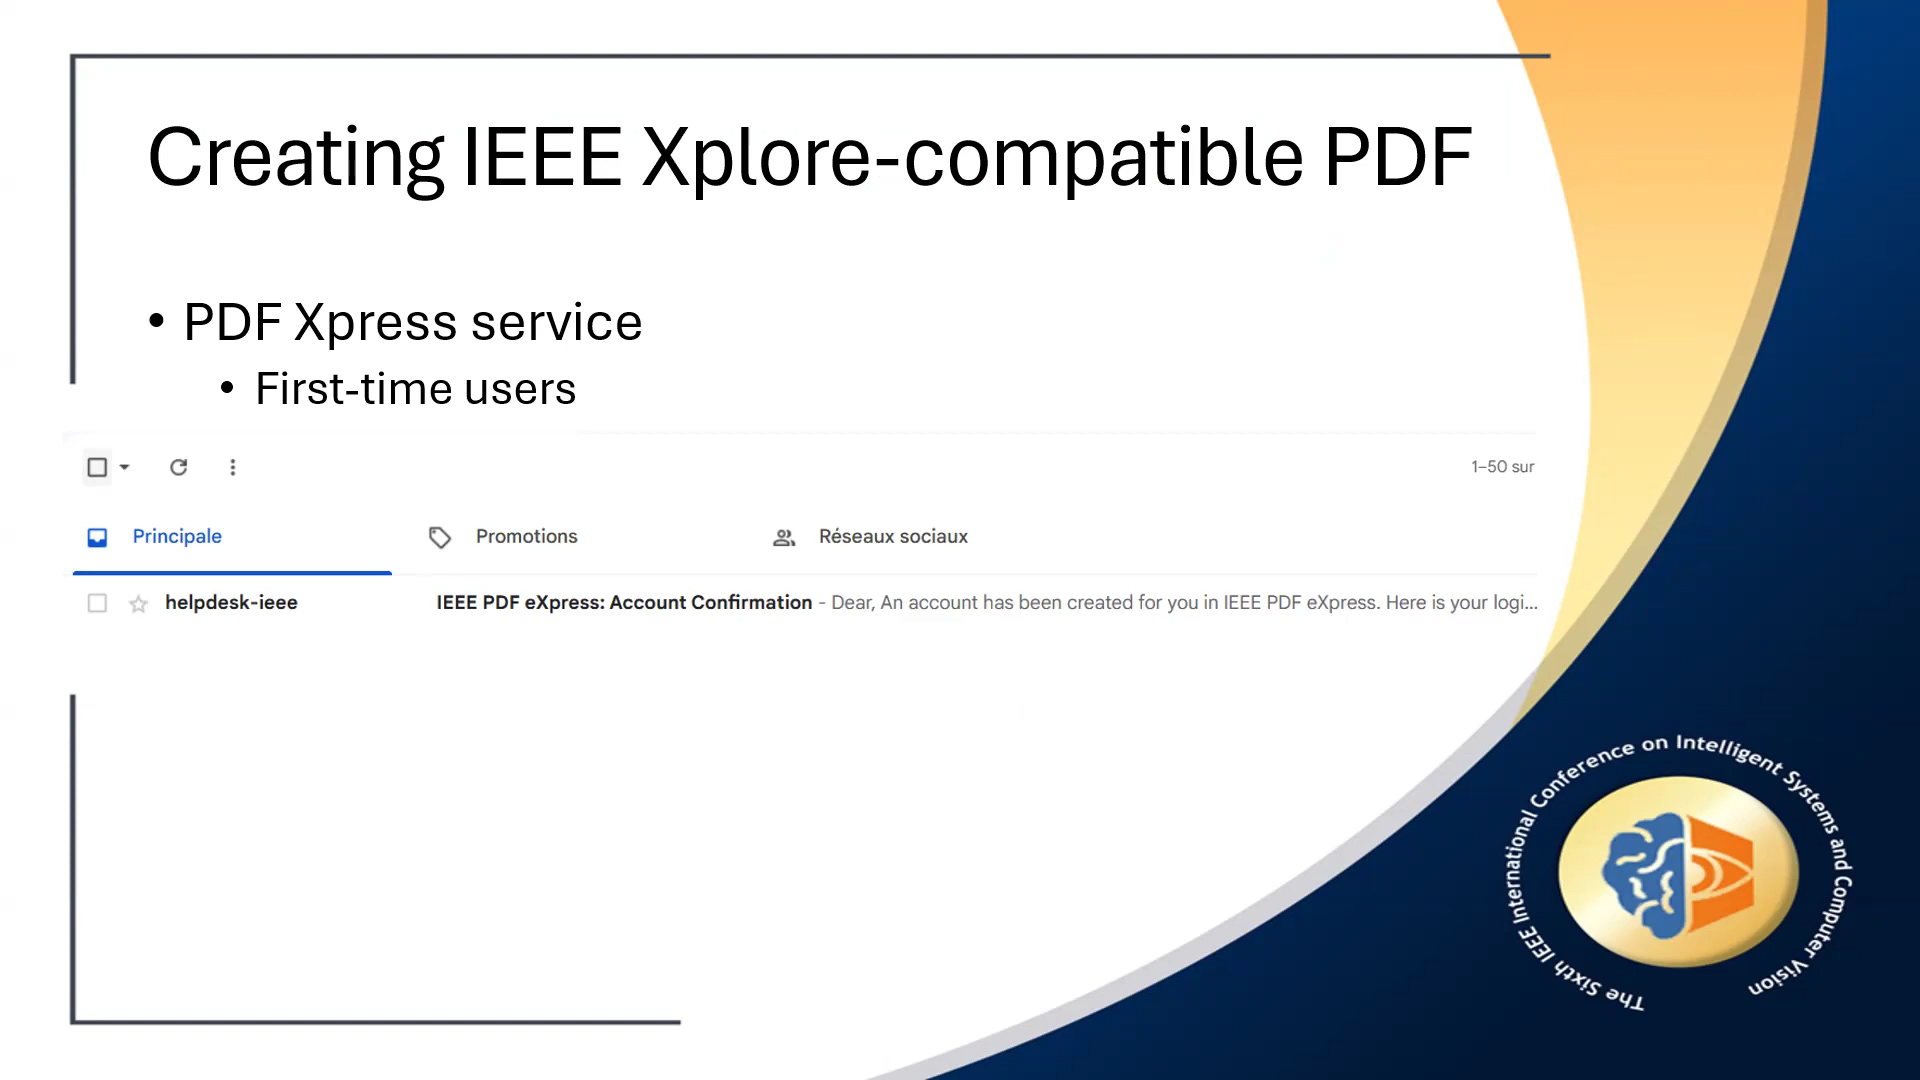 Creating IEEE Xplore-compatible PDF
• PDF Xpress service
• First-time users
1–50 sur
Principale
Promotions
Réseaux sociaux
helpdesk-ieee IEEE PDF eXpress: Account Confirmation - Dear, An account has been created for you in IEEE PDF eXpress. Here is your logi...
The Sixth IEEE International Conference on Intelligent Systems and Computer Vision